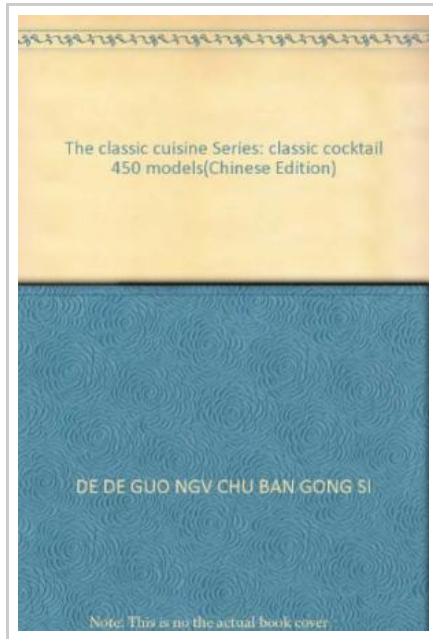 The classic cuisine Series: classic cocktail
450 models(Chinese Edition)
DE DE GUO NGV CHU BAN GONG SI
Note: This is no the actual book cover